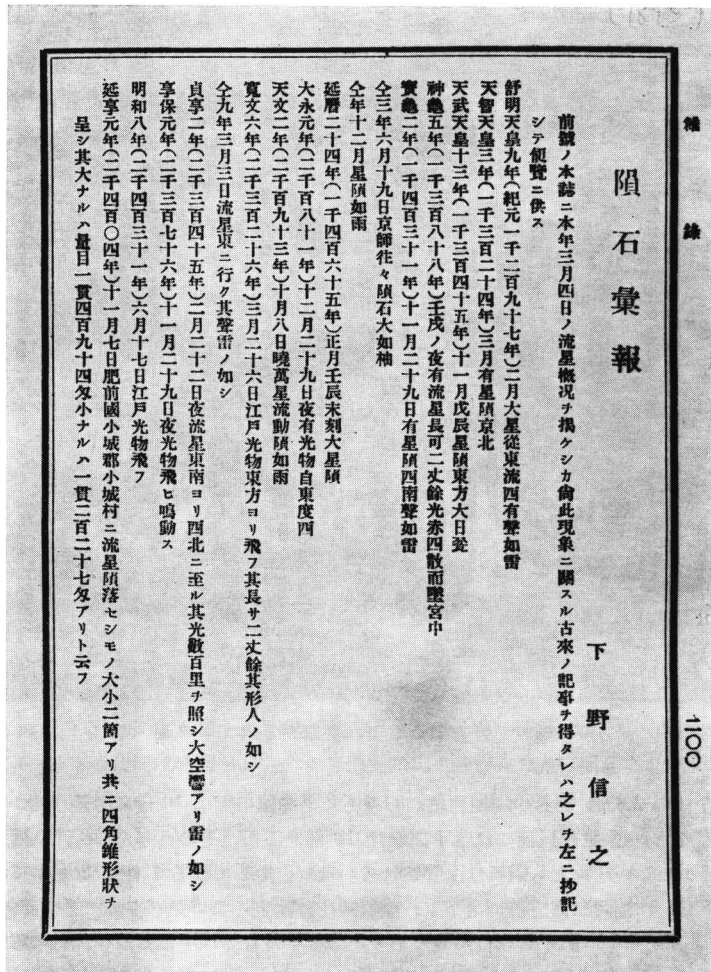 雜錄
二〇〇
隕石彙報
下野信之
前號ノ本誌ニ本年三月四日ノ流星槪况ヲ揭ケシカ尙此現象ニ關スル古來ノ記事ヲ得タレハ之レヲ左ニ抄記
シテ便覽ニ供ス
舒明天皇九年(紀元一千二百九十七年)二月大星從東流西有聲如雷
天智天皇三年(一千三百二十四年)三月有星隕京北
天武天皇十三年(一千三百四十五年)十一月戊辰星隕東方大日瓫
神龜五年(一千三百八十八年)壬戌ノ夜有流星長可二丈餘光赤四散而墜宮中
寶龜二年(一千四百三十一年)十一月二十九日有星隕西南聲如雷
仝三年六月十九日京師往々隕石大如柚
仝年十二月星隕如雨
延曆二十四年(一千四百六十五年)正月壬辰末刻大星隕
大永元年(二千百八十一年)十二月二十九日夜有光物自東度西
天文二年(二千百九十三年)十月八日曉萬星流動隕如雨
寬文六年(二千三百二十六年)三月二十六日江戶光物東方ヨリ飛フ其長サ二丈餘其形人ノ如シ
仝九年三月三日流星東ニ行ク其聲雷ノ如シ
貞享二年(二千三百四十五年)二月二十二日夜流星東南ヨリ西北ニ至ル其光數百里ヲ照シ大空響アリ雷ノ如シ
享保元年(二千三百七十六年)十一月二十九日夜光物飛ヒ鳴動ス
明和八年(二千四百三十一年)六月十七日江戶光物飛フ
延享元年(二千四百〇四年)十一月七日肥前國小城郡小城村ニ流星隕落セシモノ大小二箇アリ共ニ四角錐形狀ヲ
呈シ其大ナルハ量目一貫四百九十四匁小ナルハ一貫二百二十七匁アリト云フ